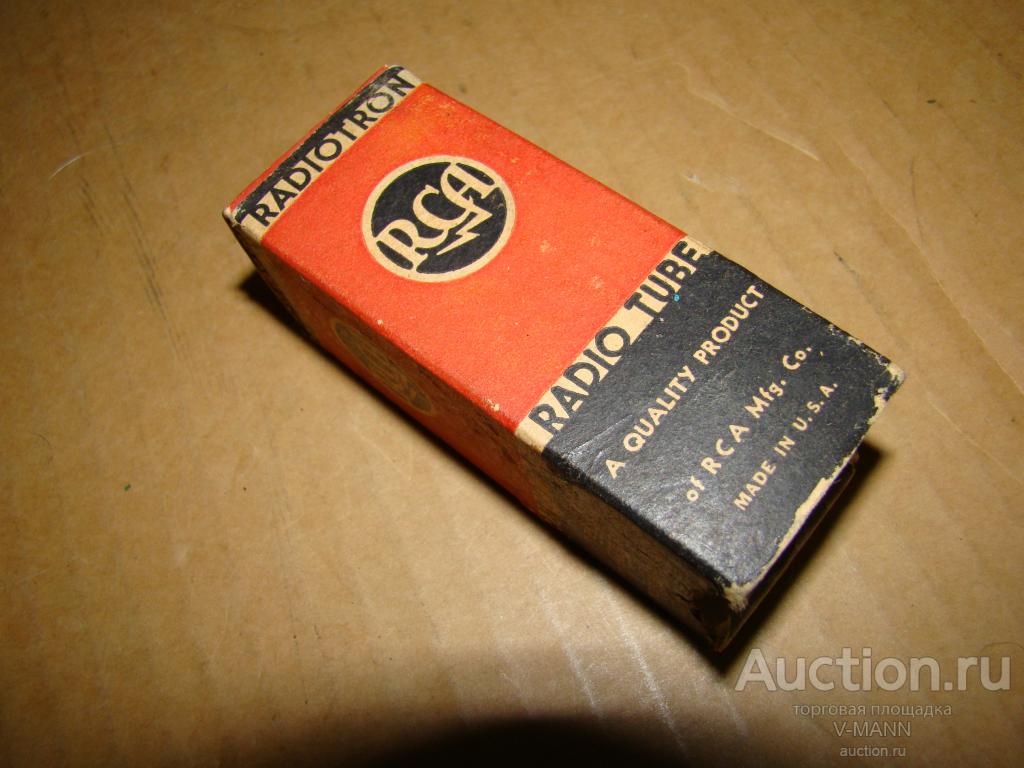 RADIOTRON
RCA
RADIO TUBE
A QUALITY PRODUCT
of RCA Mfg. Co.
MADE IN U.S.A.
Auction.ru
торговая площадка
V-MANN
auction.ru